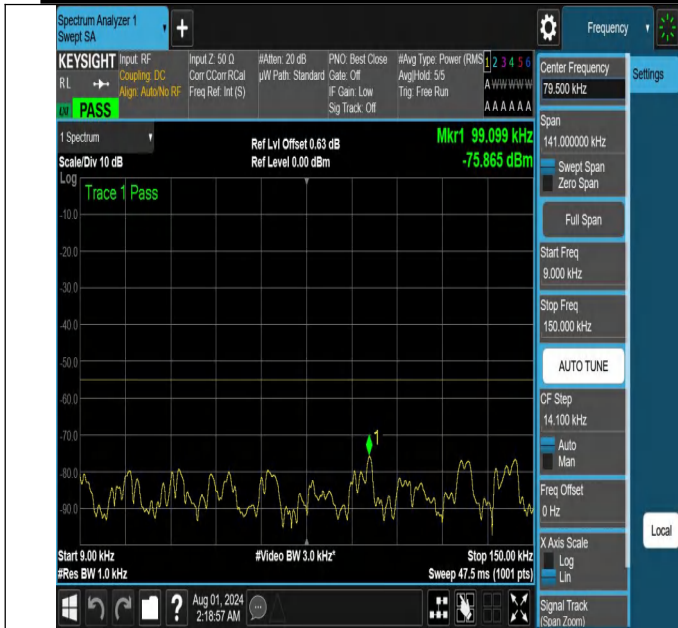 Spectrum Analyzer 1
Swept SA
+
Frequency
KEYSIGHT
RL
PASS
Input: RF
Coupling: DC
Align: Auto/No RF
Input Z: 50 Ω
Corr CCorr RCal
Freq Ref: Int (S)
#Atten: 20 dB
µW Path: Standard
PNO: Best Close
Gate: Off
IF Gain: Low
Sig Track: Off
#Avg Type: Power (RMS
Avg|Hold: 5/5
Trig: Free Run
1 2 3 4 5 6
A W W W W W
A A A A A A
Center Frequency
79.500 kHz
Settings
Span
141.000000 kHz
Swept Span
Zero Span
Full Span
Start Freq
9.000 kHz
Stop Freq
150.000 kHz
AUTO TUNE
CF Step
14.100 kHz
Auto
Man
Freq Offset
0 Hz
X Axis Scale
Log
Lin
Signal Track
(Span Zoom)
Local
1 Spectrum
Scale/Div 10 dB
Ref Lvl Offset 0.63 dB
Ref Level 0.00 dBm
Mkr1 99.099 kHz
-75.865 dBm
Log
Trace 1 Pass
-10.0
-20.0
-30.0
-40.0
-50.0
-60.0
-70.0
-80.0
-90.0
1
Start 9.00 kHz
#Res BW 1.0 kHz
#Video BW 3.0 kHz*
Stop 150.00 kHz
Sweep 47.5 ms (1001 pts)
?
Aug 01, 2024
2:18:57 AM